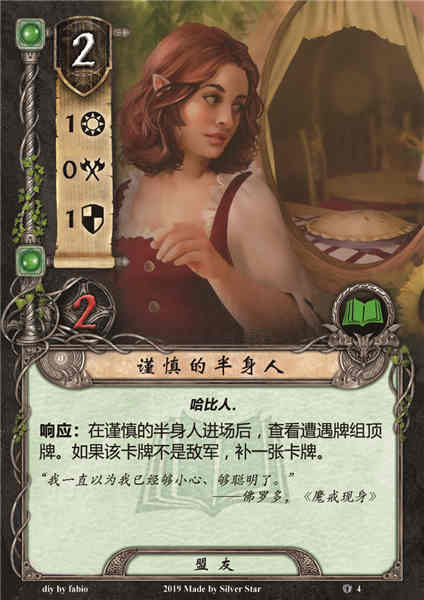 2
1
0
1
2
谨慎的半身人
哈比人.
响应：在谨慎的半身人进场后，查看遭遇牌组顶
牌。如果该卡牌不是敌军，补一张卡牌。
“我一直以为我已经够小心、够聪明了。”
——佛罗多，《魔戒现身》
盟友
diy by fabio
2019 Made by Silver Star
4